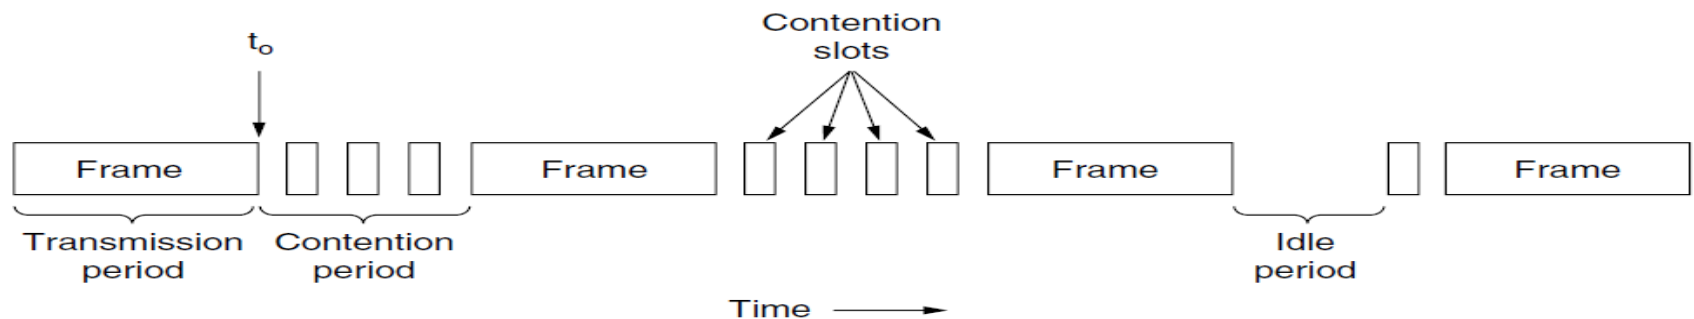 Contention
slots
t₀
Frame
Frame
Frame
Frame
Transmission
period
Contention
period
Idle
period
Time